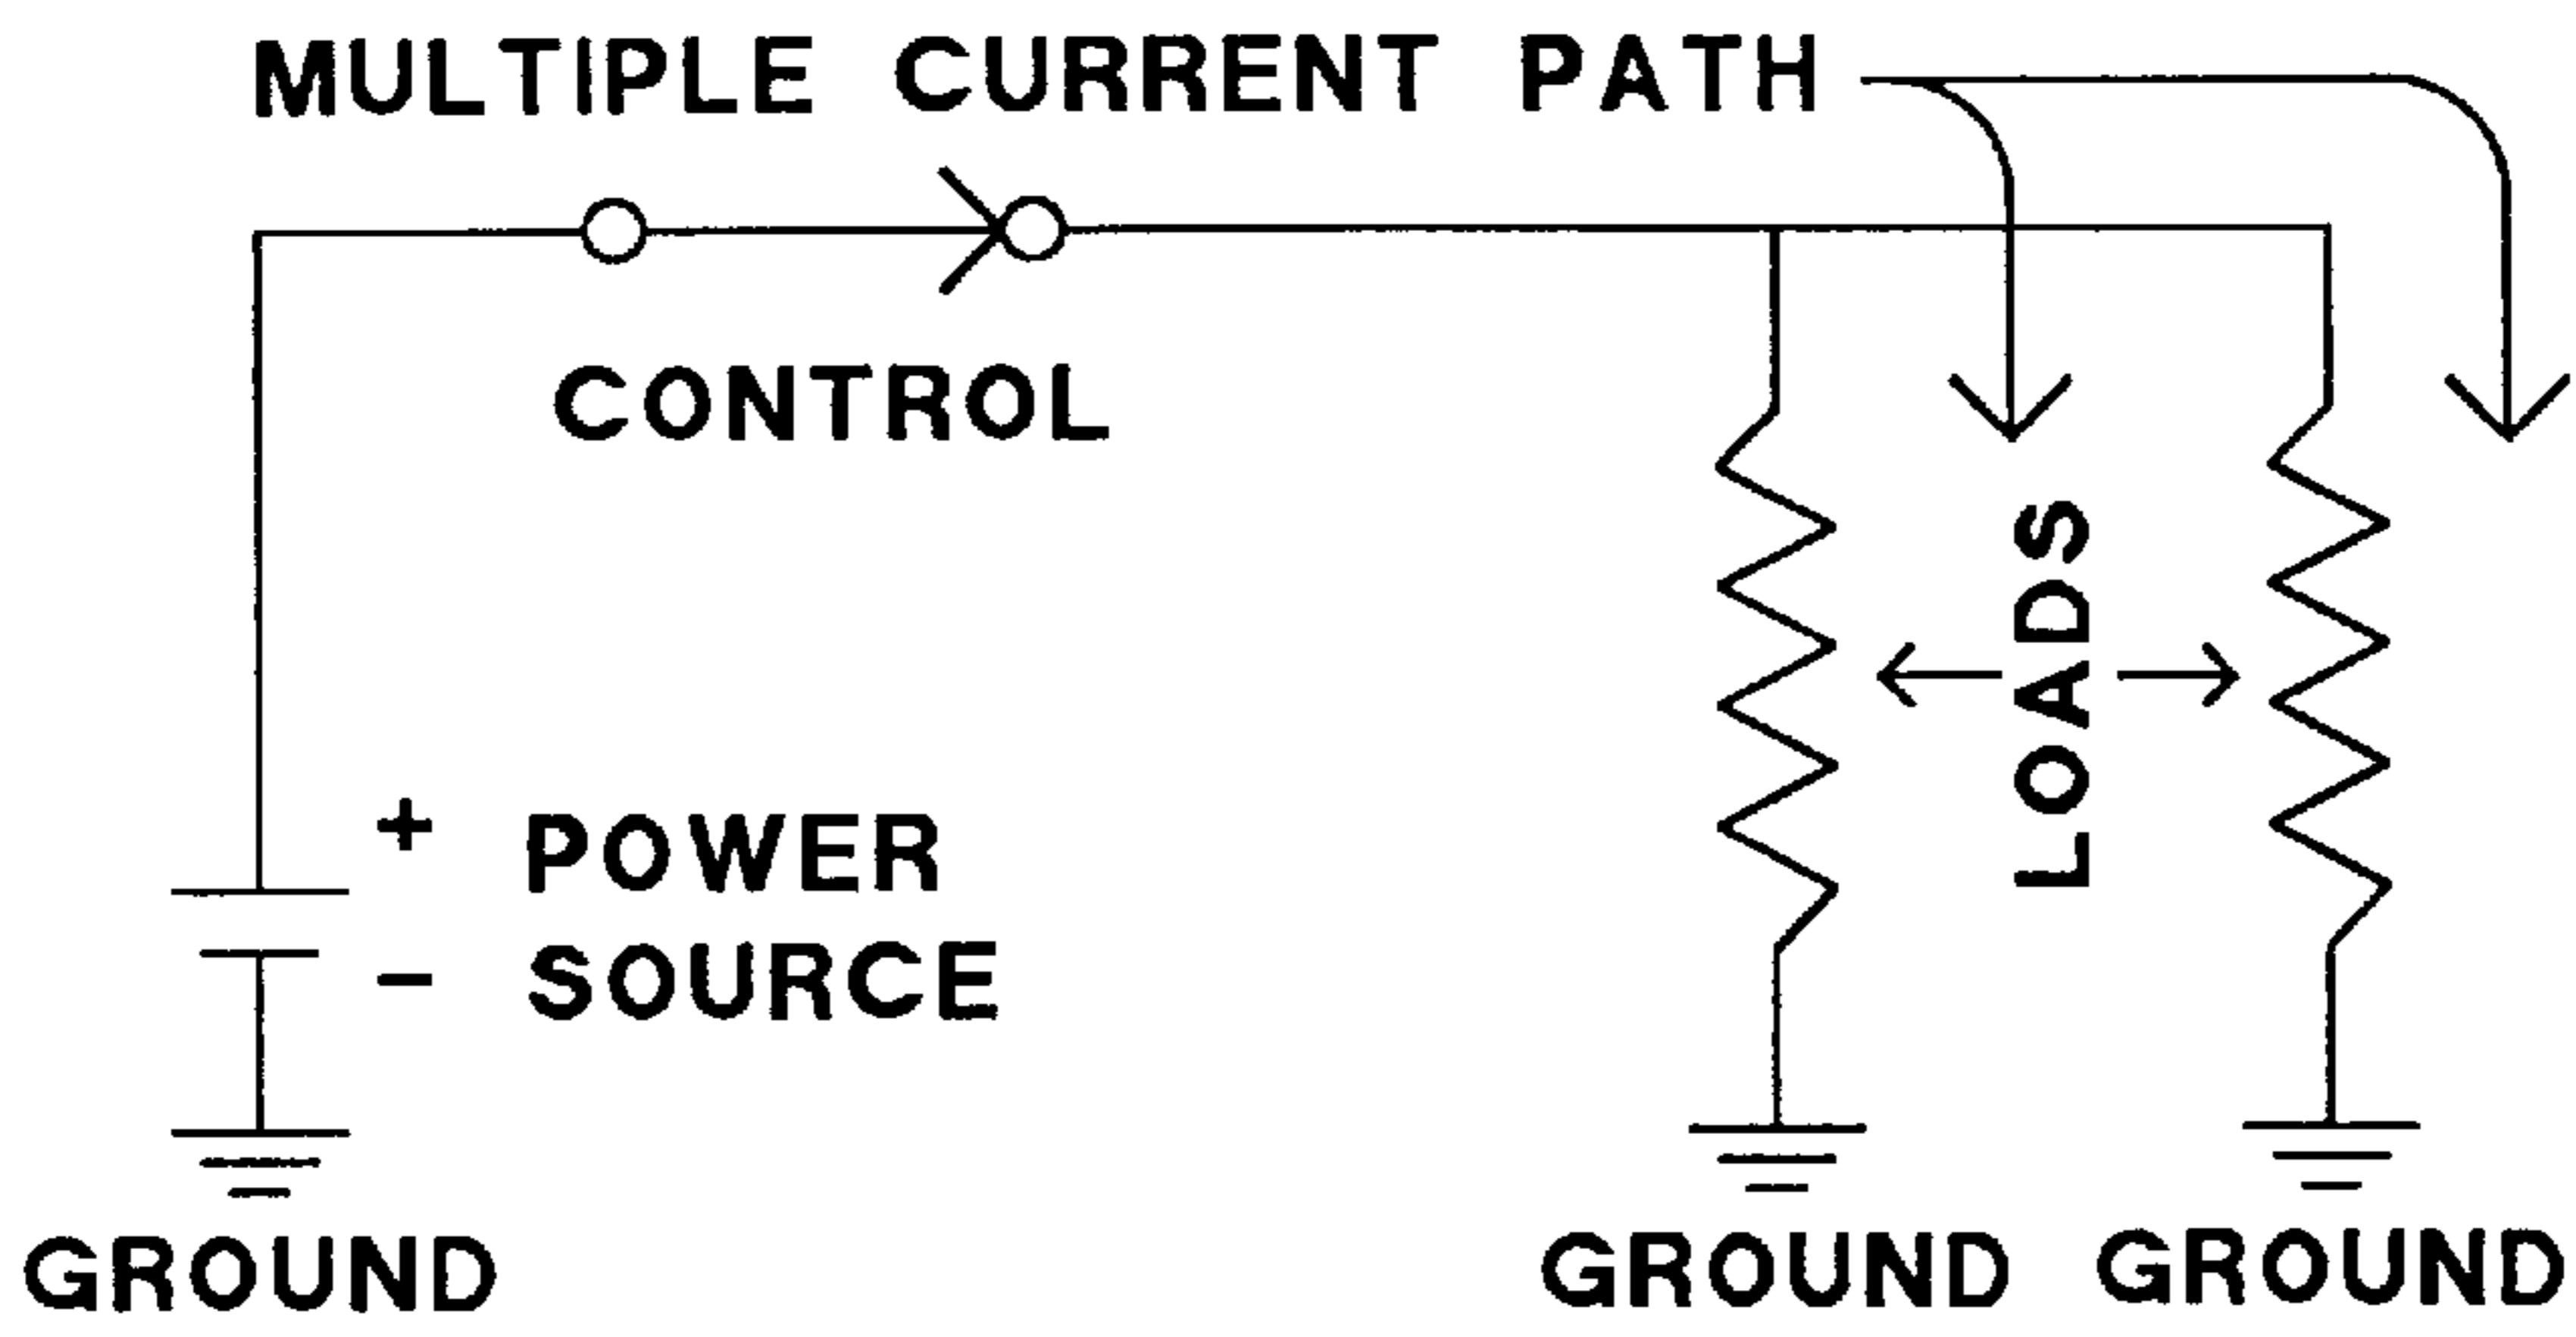 MULTIPLE CURRENT PATH
CONTROL
LOADS
+ POWER
- SOURCE
GROUND
GROUND
GROUND